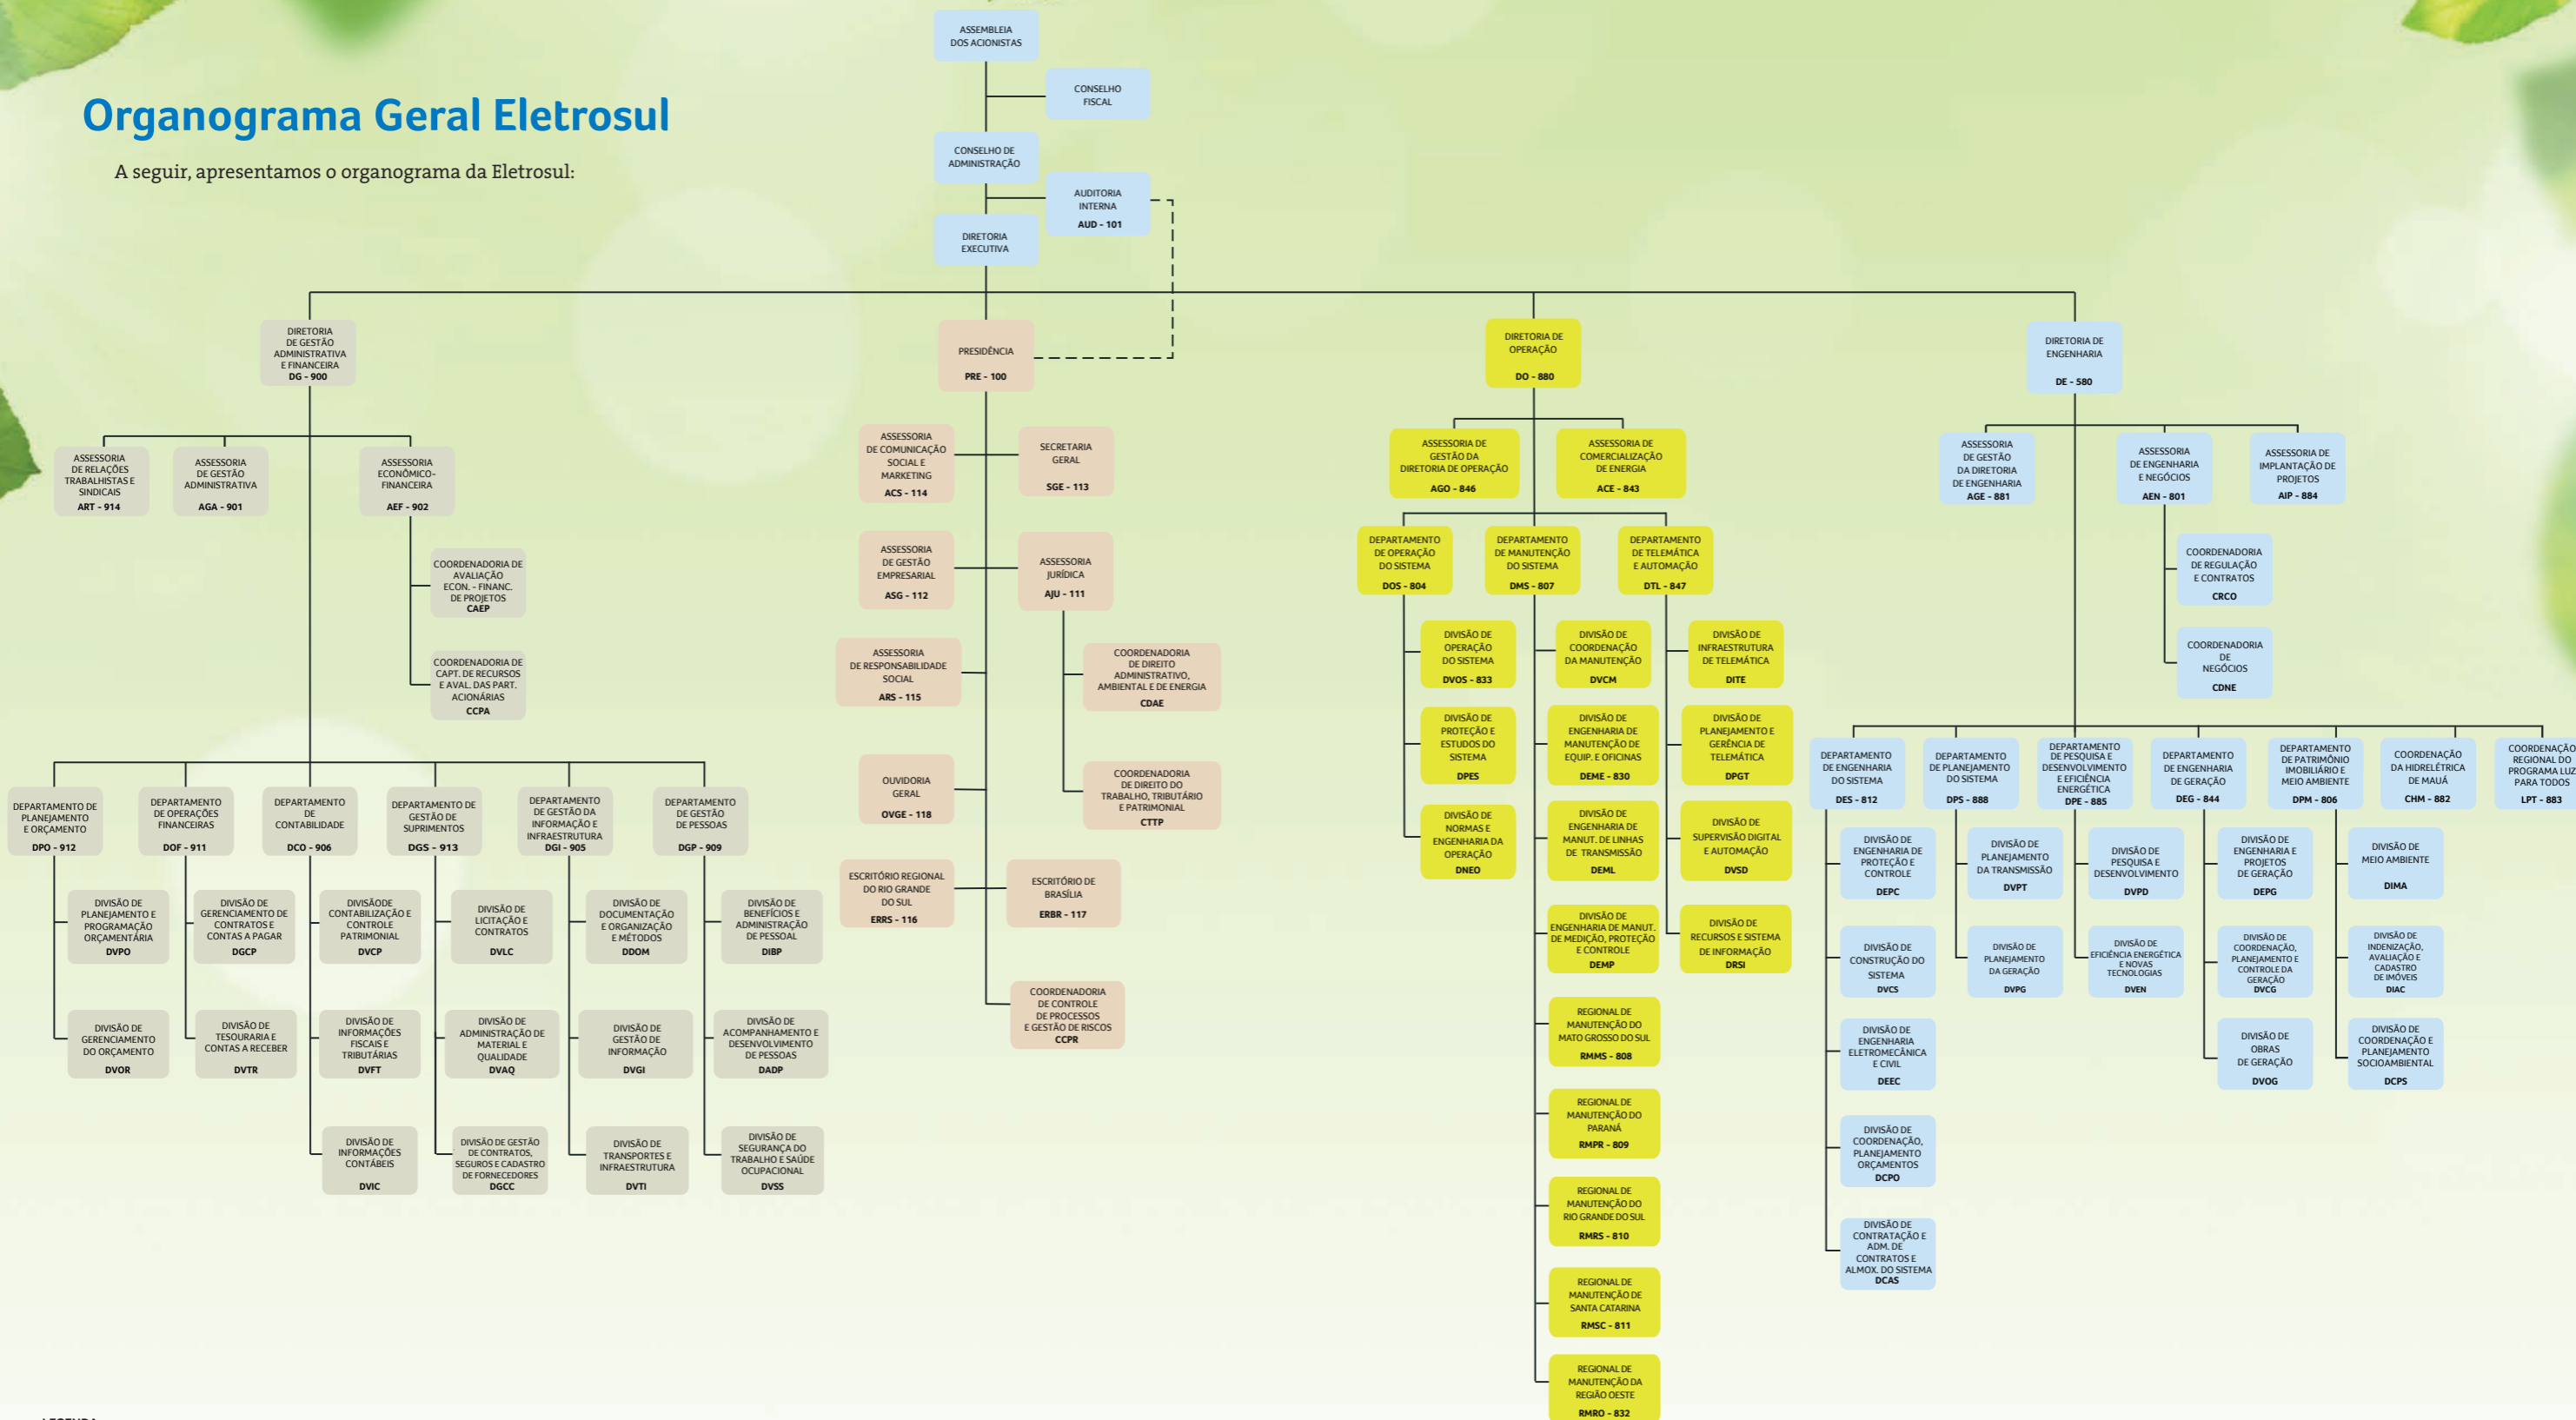 Organograma Geral Eletrosul
A seguir, apresentamos o organograma da Eletrosul:
ASSEMBLEIA
DOS ACIONISTAS
CONSELHO
FISCAL
CONSELHO DE
ADMINISTRAÇÃO
AUDITORIA
INTERNA
AUD - 101
DIRETORIA
EXECUTIVA
DIRETORIA
DE GESTÃO
ADMINISTRATIVA
E FINANCEIRA
DG - 900
ASSESSORIA
DE RELAÇÕES
TRABALHISTAS E
SINDICAIS
ART - 914
ASSESSORIA
DE GESTÃO
ADMINISTRATIVA
AGA - 901
ASSESSORIA
ECONÔMICO-
FINANCEIRA
AEF - 902
COORDENADORIA DE
AVALIAÇÃO
ECON. - FINANC.
DE PROJETOS
CAEP
COORDENADORIA DE
CAPT. DE RECURSOS
E AVAL. DAS PART.
ACIONÁRIAS
CCPA
DEPARTAMENTO DE
PLANEJAMENTO
E ORÇAMENTO
DPO - 912
DEPARTAMENTO
DE OPERAÇÕES
FINANCEIRAS
DOF - 911
DEPARTAMENTO
DE
CONTABILIDADE
DCO - 906
DEPARTAMENTO DE
GESTÃO DE
SUPRIMENTOS
DGS - 913
DEPARTAMENTO
DE GESTÃO DA
INFORMAÇÃO E
INFRAESTRUTURA
DGI - 905
DEPARTAMENTO
DE GESTÃO
DE PESSOAS
DGP - 909
DIVISÃO DE
PLANEJAMENTO E
PROGRAMAÇÃO
ORÇAMENTÁRIA
DVPO
DIVISÃO DE
GERENCIAMENTO DE
CONTRATOS E
CONTAS A PAGAR
DGCP
DIVISÃODE
CONTABILIZAÇÃO E
CONTROLE
PATRIMONIAL
DVCP
DIVISÃO DE
LICITAÇÃO E
CONTRATOS
DVLC
DIVISÃO DE
DOCUMENTAÇÃO
E ORGANIZAÇÃO
E MÉTODOS
DDOM
DIVISÃO DE
BENEFÍCIOS E
ADMINISTRAÇÃO
DE PESSOAL
DIBP
DIVISÃO DE
GERENCIAMENTO
DO ORÇAMENTO
DVOR
DIVISÃO DE
TESOURARIA E
CONTAS A RECEBER
DVTR
DIVISÃO DE
INFORMAÇÕES
FISCAIS E
TRIBUTÁRIAS
DVFT
DIVISÃO DE
ADMINISTRAÇÃO DE
MATERIAL E
QUALIDADE
DVAQ
DIVISÃO DE
GESTÃO DE
INFORMAÇÃO
DVGI
DIVISÃO DE
ACOMPANHAMENTO E
DESENVOLVIMENTO
DE PESSOAS
DADP
DIVISÃO DE
INFORMAÇÕES
CONTÁBEIS
DVIC
DIVISÃO DE GESTÃO
DE CONTRATOS,
SEGUROS E CADASTRO
DE FORNECEDORES
DGCC
DIVISÃO DE
TRANSPORTES E
INFRAESTRUTURA
DVTI
DIVISÃO DE
SEGURANÇA DO
TRABALHO E SAÚDE
OCUPACIONAL
DVSS
PRESIDÊNCIA
PRE - 100
ASSESSORIA
DE COMUNICAÇÃO
SOCIAL E
MARKETING
ACS - 114
SECRETARIA
GERAL
SGE - 113
ASSESSORIA
DE GESTÃO
EMPRESARIAL
ASG - 112
ASSESSORIA
JURÍDICA
AJU - 111
ASSESSORIA
DE RESPONSABILIDADE
SOCIAL
ARS - 115
COORDENADORIA
DE DIREITO
ADMINISTRATIVO,
AMBIENTAL E DE ENERGIA
CDAE
OUVIDORIA
GERAL
OVGE - 118
COORDENADORIA
DE DIREITO DO
TRABALHO, TRIBUTÁRIO
E PATRIMONIAL
CTTP
ESCRITÓRIO REGIONAL
DO RIO GRANDE
DO SUL
ERRS - 116
ESCRITÓRIO DE
BRASÍLIA
ERBR - 117
COORDENADORIA
DE CONTROLE
DE PROCESSOS
E GESTÃO DE RISCOS
CCPR
DIRETORIA DE
OPERAÇÃO
DO - 880
ASSESSORIA DE
GESTÃO DA
DIRETORIA DE OPERAÇÃO
AGO - 846
ASSESSORIA DE
COMERCIALIZAÇÃO
DE ENERGIA
ACE - 843
DEPARTAMENTO
DE OPERAÇÃO
DO SISTEMA
DOS - 804
DEPARTAMENTO
DE MANUTENÇÃO
DO SISTEMA
DMS - 807
DEPARTAMENTO
DE TELEMÁTICA
E AUTOMAÇÃO
DTL - 847
DIVISÃO DE
OPERAÇÃO
DO SISTEMA
DVOS - 833
DIVISÃO DE
COORDENAÇÃO
DA MANUTENÇÃO
DVCM
DIVISÃO DE
INFRAESTRUTURA
DE TELEMÁTICA
DITE
DIVISÃO DE
PROTEÇÃO E
ESTUDOS DO
SISTEMA
DPES
DIVISÃO DE
ENGENHARIA DE
MANUTENÇÃO DE
EQUIP. E OFICINAS
DEME - 830
DIVISÃO DE
PLANEJAMENTO E
GERÊNCIA DE
TELEMÁTICA
DPGT
DIVISÃO DE
NORMAS E
ENGENHARIA DA
OPERAÇÃO
DNEO
DIVISÃO DE
ENGENHARIA DE
MANUT. DE LINHAS
DE TRANSMISSÃO
DEML
DIVISÃO DE
SUPERVISÃO DIGITAL
E AUTOMAÇÃO
DVSD
DIVISÃO DE
ENGENHARIA DE MANUT.
DE MEDIÇÃO, PROTEÇÃO
E CONTROLE
DEMP
DIVISÃO DE
RECURSOS E SISTEMA
DE INFORMAÇÃO
DRSI
REGIONAL DE
MANUTENÇÃO DO
MATO GROSSO DO SUL
RMMS - 808
REGIONAL DE
MANUTENÇÃO DO
PARANÁ
RMPR - 809
REGIONAL DE
MANUTENÇÃO DO
RIO GRANDE DO SUL
RMRS - 810
REGIONAL DE
MANUTENÇÃO DE
SANTA CATARINA
RMSC - 811
REGIONAL DE
MANUTENÇÃO DA
REGIÃO OESTE
RMRO - 832
DIRETORIA DE
ENGENHARIA
DE - 580
ASSESSORIA
DE GESTÃO
DA DIRETORIA
DE ENGENHARIA
AGE - 881
ASSESSORIA
DE ENGENHARIA
E NEGÓCIOS
AEN - 801
ASSESSORIA DE
IMPLANTAÇÃO DE
PROJETOS
AIP - 884
COORDENADORIA
DE REGULAÇÃO
E CONTRATOS
CRCO
COORDENADORIA
DE
NEGÓCIOS
CDNE
DEPARTAMENTO
DE ENGENHARIA
DO SISTEMA
DES - 812
DEPARTAMENTO
DE PLANEJAMENTO
DO SISTEMA
DPS - 888
DEPARTAMENTO
DE PESQUISA E
DESENVOLVIMENTO
E EFICIÊNCIA
ENERGÉTICA
DPE - 885
DEPARTAMENTO
DE ENGENHARIA
DE GERAÇÃO
DEG - 844
DEPARTAMENTO
DE PATRIMÔNIO
IMOBILIÁRIO E
MEIO AMBIENTE
DPM - 806
COORDENAÇÃO
DA HIDRELÉTRICA
DE MAUÁ
CHM - 882
COORDENAÇÃO
REGIONAL DO
PROGRAMA LUZ
PARA TODOS
LPT - 883
DIVISÃO DE
ENGENHARIA DE
PROTEÇÃO E
CONTROLE
DEPC
DIVISÃO DE
PLANEJAMENTO
DA TRANSMISSÃO
DVPT
DIVISÃO DE
PESQUISA E
DESENVOLVIMENTO
DVPD
DIVISÃO DE
ENGENHARIA E
PROJETOS
DE GERAÇÃO
DEPG
DIVISÃO DE
MEIO AMBIENTE
DIMA
DIVISÃO DE
CONSTRUÇÃO DO
SISTEMA
DVCS
DIVISÃO DE
PLANEJAMENTO
DA GERAÇÃO
DVPG
DIVISÃO DE
EFICIÊNCIA ENERGÉTICA
E NOVAS
TECNOLOGIAS
DVEN
DIVISÃO DE
COORDENAÇÃO,
PLANEJAMENTO E
CONTROLE DA
GERAÇÃO
DVCG
DIVISÃO DE
INDENIZAÇÃO,
AVALIAÇÃO E
CADASTRO
DE IMÓVEIS
DIAC
DIVISÃO DE
ENGENHARIA
ELETROMECÂNICA
E CIVIL
DEEC
DIVISÃO DE
OBRAS
DE GERAÇÃO
DVOG
DIVISÃO DE
COORDENAÇÃO E
PLANEJAMENTO
SOCIOAMBIENTAL
DCPS
DIVISÃO DE
COORDENAÇÃO,
PLANEJAMENTO
ORÇAMENTOS
DCPO
DIVISÃO DE
CONTRATAÇÃO E
ADM. DE
CONTRATOS E
ALMOX. DO SISTEMA
DCAS